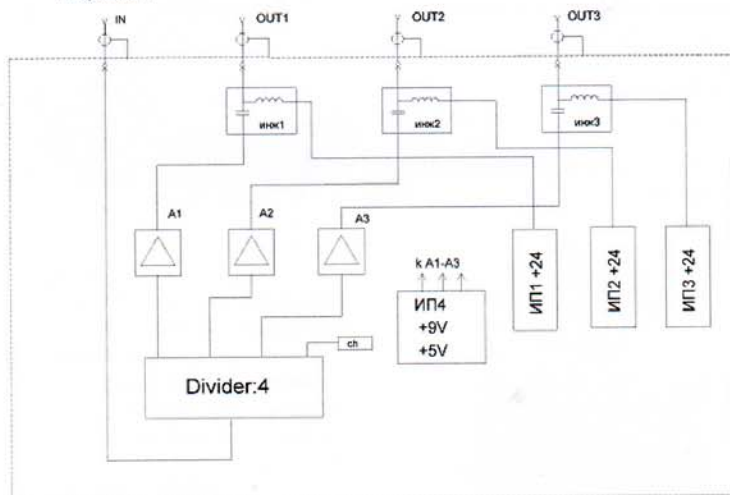 IN
OUT1
OUT2
OUT3
инж1
инж2
инж3
A1
A2
A3
k A1-A3
ИП4
+9V
+5V
ИП1 +24
ИП2 +24
ИП3 +24
ch
Divider:4